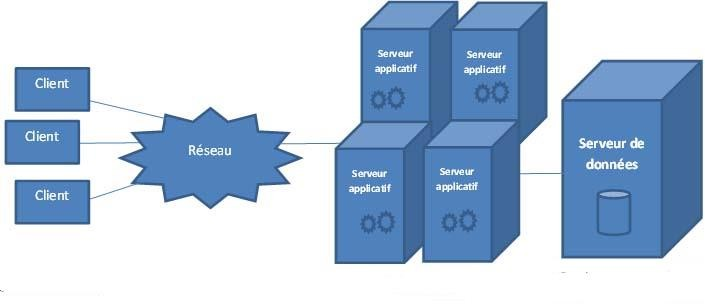 Client
Client
Client
Réseau
Serveur
applicatif
Serveur
applicatif
Serveur
applicatif
Serveur
applicatif
Serveur de
données